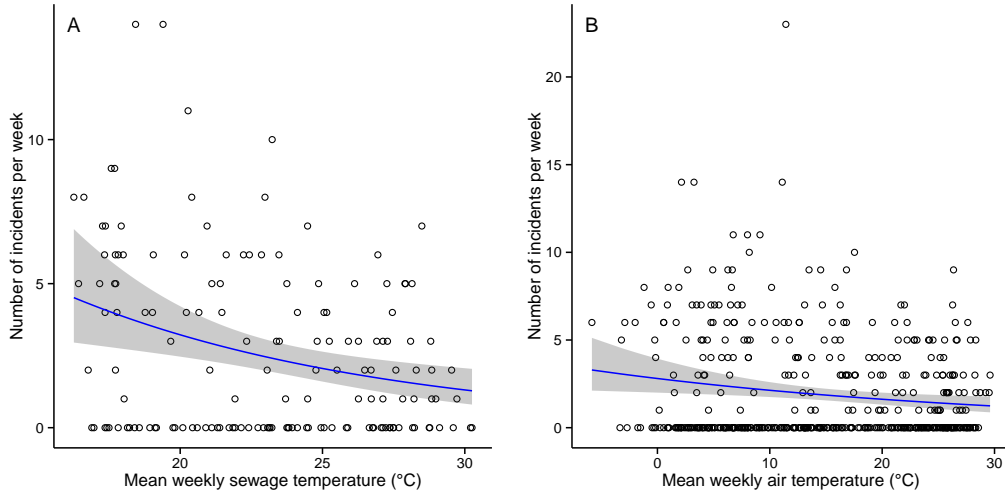 A
Number of incidents per week
10
5
0
20
25
30
Mean weekly sewage temperature (°C)
B
Number of incidents per week
20
15
10
5
0
0
10
20
30
Mean weekly air temperature (°C)